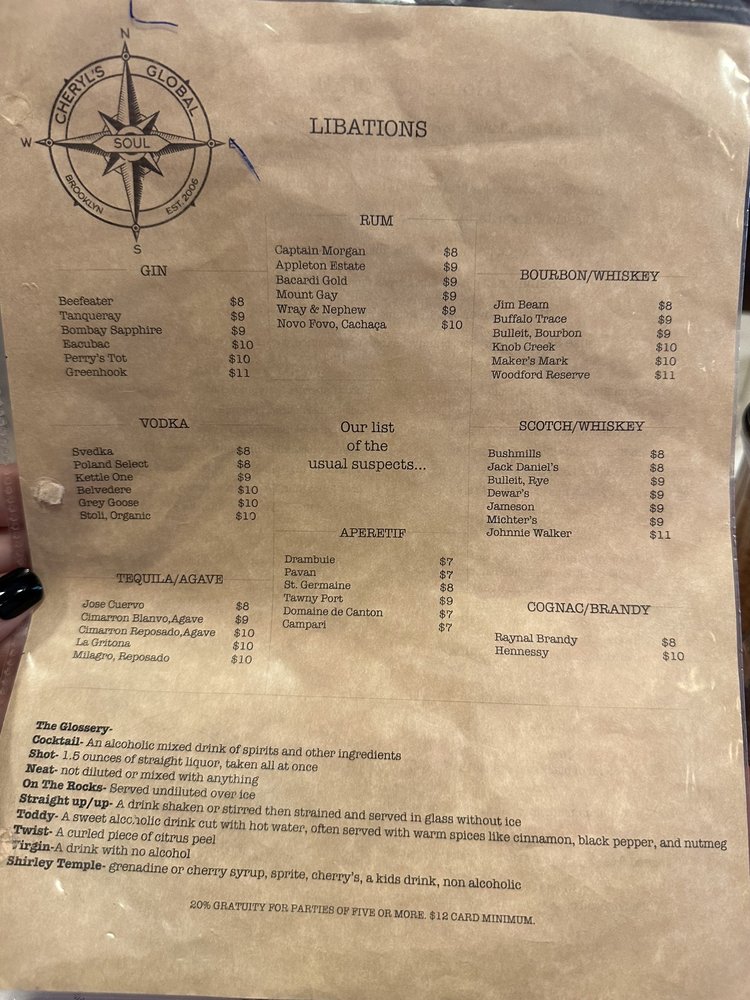 N
CHERYL'S GLOBAL
W SOUL E
BROOKLYN EST. 2006
S
LIBATIONS
RUM
Captain Morgan $8
Appleton Estate $9
Bacardi Gold $9
Mount Gay $9
Wray & Nephew $9
Novo Fovo, Cachaça $10
GIN
Beefeater $8
Tanqueray $9
Bombay Sapphire $9
Eacubac $10
Perry's Tot $10
Greenhook $11
BOURBON/WHISKEY
Jim Beam $8
Buffalo Trace $9
Bulleit, Bourbon $9
Knob Creek $10
Maker's Mark $10
Woodford Reserve $11
VODKA
Svedka $8
Poland Select $8
Kettle One $9
Belvedere $10
Grey Goose $10
Stoli, Organic $10
Our list
of the
usual suspects...
SCOTCH/WHISKEY
Bushmills $8
Jack Daniel's $8
Bulleit, Rye $9
Dewar's $9
Jameson $9
Michter's $9
Johnnie Walker $11
TEQUILA/AGAVE
Jose Cuervo $8
Cimarron Blanvo,Agave $9
Cimarron Reposado,Agave $10
La Gritona $10
Milagro, Reposado $10
APERETIF
Drambuie $7
Pavan $7
St. Germaine $8
Tawny Port $9
Domaine de Canton $7
Campari $7
COGNAC/BRANDY
Raynal Brandy $8
Hennessy $10
The Glossery-
Cocktail- An alcoholic mixed drink of spirits and other ingredients
Shot- 1.5 ounces of straight liquor, taken all at once
Neat- not diluted or mixed with anything
On The Rocks- Served undiluted over ice
Straight up/up- A drink shaken or stirred then strained and served in glass without ice
Toddy- A sweet alcoholic drink cut with hot water, often served with warm spices like cinnamon, black pepper, and nutmeg
Twist- A curled piece of citrus peel
Virgin-A drink with no alcohol
Shirley Temple- grenadine or cherry syrup, sprite, cherry's, a kids drink, non alcoholic
20% GRATUITY FOR PARTIES OF FIVE OR MORE. $12 CARD MINIMUM.